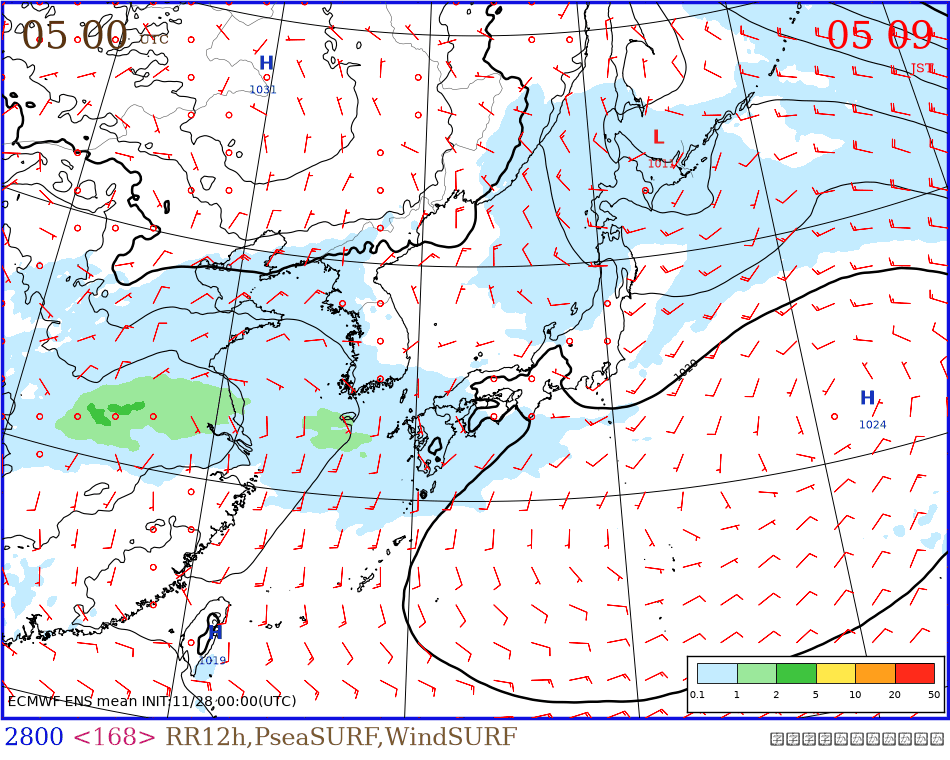 05 00 UTC
05 09
JST
H
1031
L
1011
1020
1020
H
1024
H
1019
0.1 1 2 5 10 20 50
ECMWF ENS mean INIT:11/28 00:00(UTC)
2800 <168> RR12h,PseaSURF,WindSURF